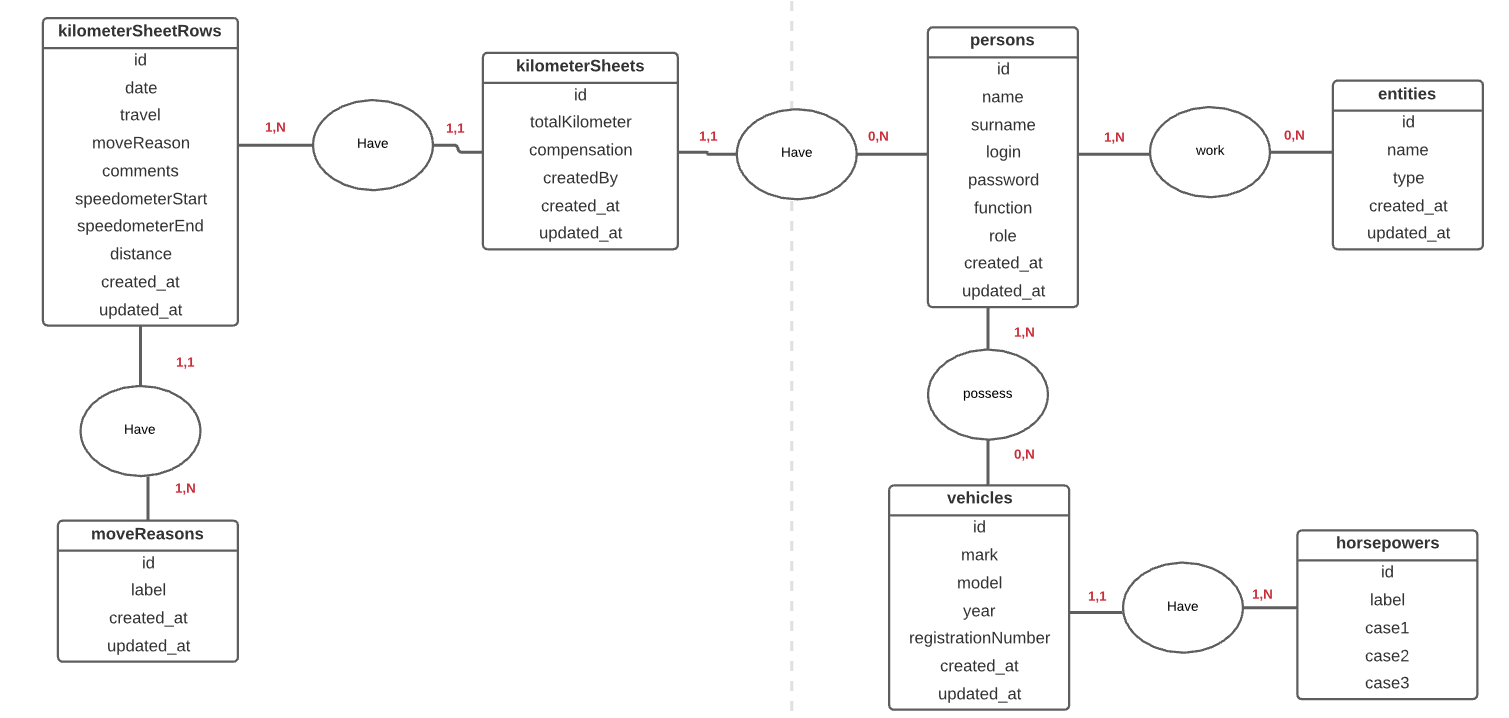 kilometerSheetRows
id
date
travel
moveReason
comments
speedometerStart
speedometerEnd
distance
created_at
updated_at
1,N
Have
1,1
kilometerSheets
id
totalKilometer
compensation
createdBy
created_at
updated_at
1,1
Have
0,N
persons
id
name
surname
login
password
function
role
created_at
updated_at
1,N
work
0,N
entities
id
name
type
created_at
updated_at
1,1
Have
1,N
moveReasons
id
label
created_at
updated_at
1,N
possess
0,N
vehicles
id
mark
model
year
registrationNumber
created_at
updated_at
1,1
Have
1,N
horsepowers
id
label
case1
case2
case3